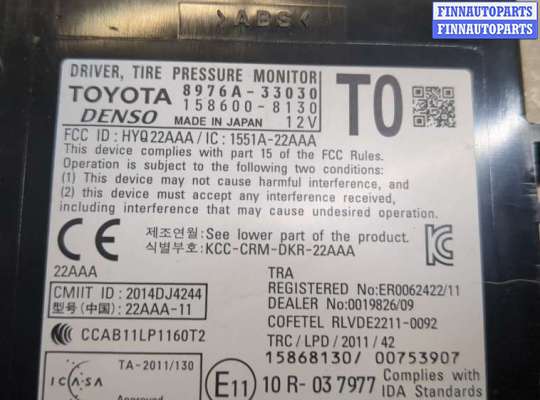 FINNAUTOPARTS
FINNAUTOPARTS
FINNAUTOPARTS
>ABS<
DRIVER, TIRE PRESSURE MONITOR
TOYOTA 8976A-33030
158600-8130
DENSO MADE IN JAPAN 12V
TO
FCC ID : HYQ22AAA / IC : 1551A-22AAA
This device complies with part 15 of the FCC Rules.
Operation is subject to the following two conditions:
(1) This device may not cause harmful interference, and
(2) this device must accept any interference received,
including interference that may cause undesired operation.
CE
제조연월: See lower part of the product.
식별부호: KCC-CRM-DKR-22AAA
22AAA
CMIIT ID : 2014DJ4244
型号(中国) : 22AAA-11
CCAB11LP1160T2
TRA
REGISTERED No:ER0062422/11
DEALER No:0019826/09
COFETEL RLVDE2211-0092
TRC / LPD / 2011 / 42
15868130/ 00753907
TA-2011/130
ICASA
Approved
E11 10 R- 03 7977
Complies with
IDA Standards